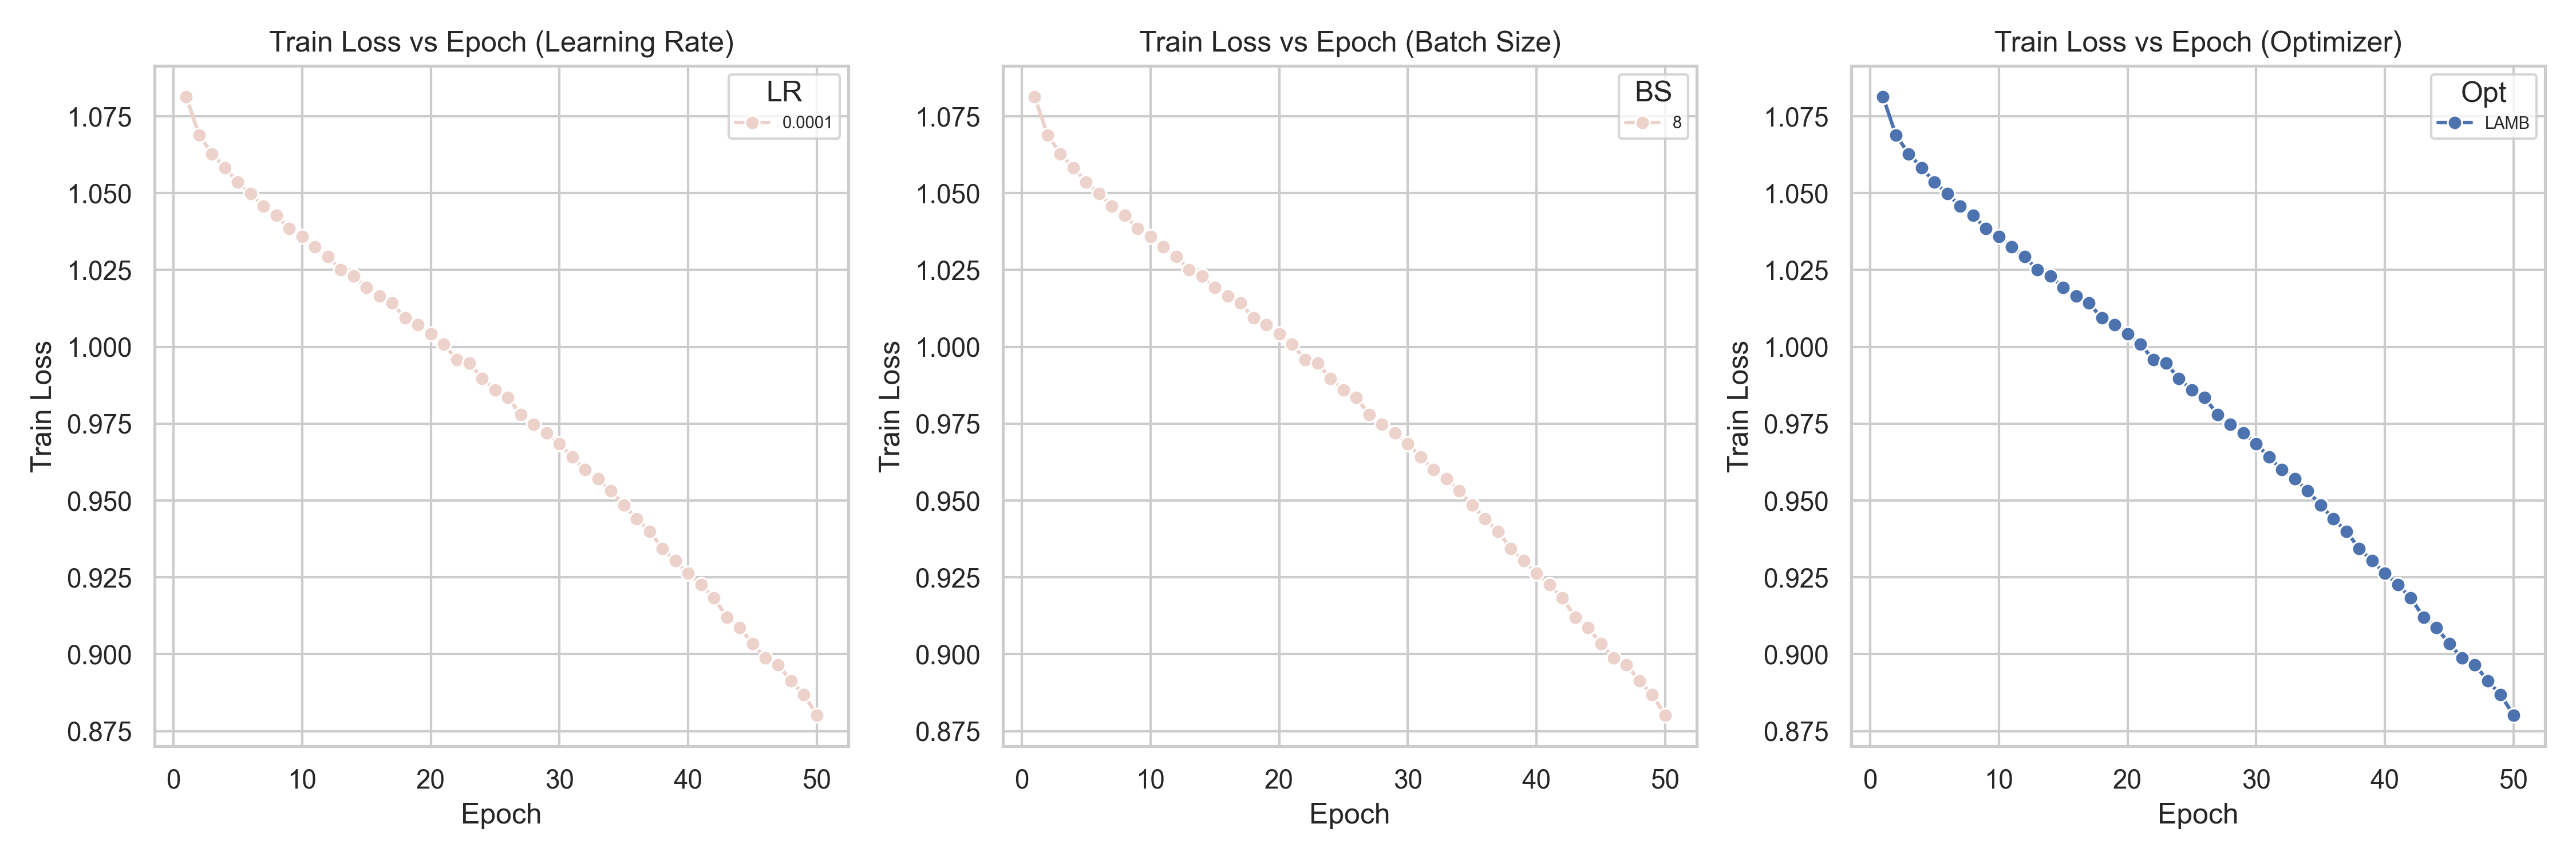 Train Loss vs Epoch (Learning Rate)
LR
0.0001
1.075
1.050
1.025
1.000
0.975
0.950
0.925
0.900
0.875
Train Loss
0 10 20 30 40 50
Epoch
Train Loss vs Epoch (Batch Size)
BS
8
1.075
1.050
1.025
1.000
0.975
0.950
0.925
0.900
0.875
Train Loss
0 10 20 30 40 50
Epoch
Train Loss vs Epoch (Optimizer)
Opt
LAMB
1.075
1.050
1.025
1.000
0.975
0.950
0.925
0.900
0.875
Train Loss
0 10 20 30 40 50
Epoch